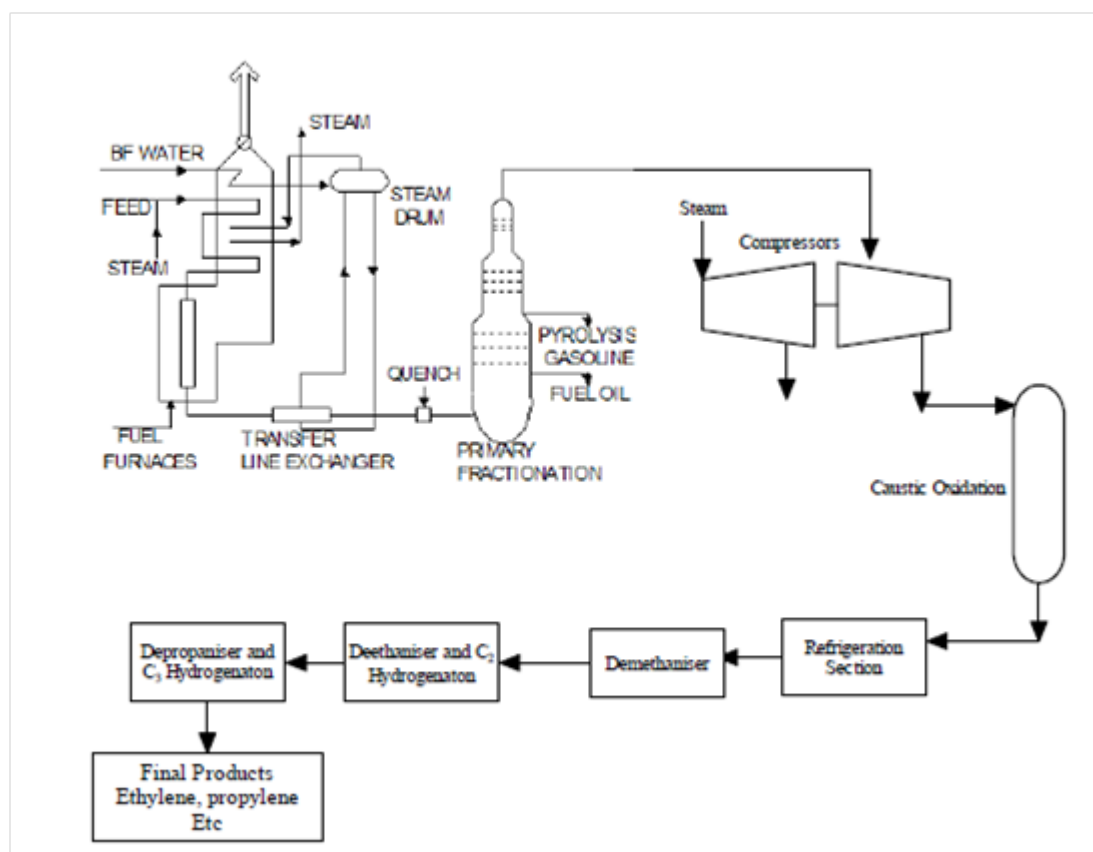 STEAM
BF WATER
FEED
STEAM
STEAM
DRUM
FUEL
FURNACES
TRANSFER
LINE EXCHANGER
QUENCH
PYROLYSIS
GASOLINE
FUEL OIL
PRIMARY
FRACTIONATION
Steam
Compressors
Caustic Oxidation
Refrigeration
Section
Demethaniser
Deethaniser and C₂
Hydrogenaton
Depropaniser and
C₃ Hydrogenaton
Final Products
Ethylene, propylene
Etc